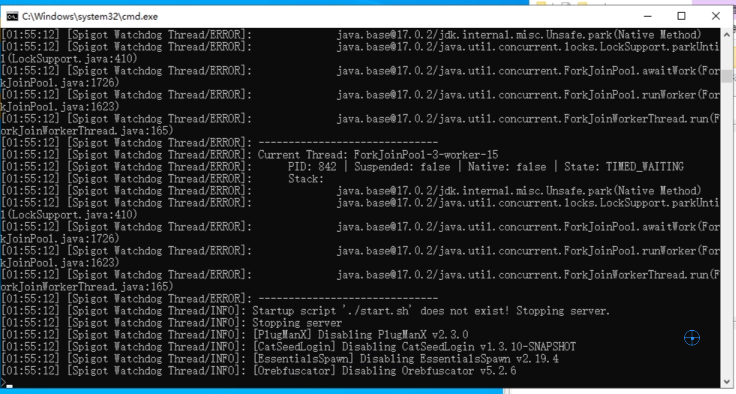 C:\Windows\system32\cmd.exe
[01:55:12] [Spigot Watchdog Thread/ERROR]: java.base@17.0.2/jdk.internal.misc.Unsafe.park(Native Method)
[01:55:12] [Spigot Watchdog Thread/ERROR]: java.base@17.0.2/java.util.concurrent.locks.LockSupport.parkUnti
l(LockSupport.java:410)
[01:55:12] [Spigot Watchdog Thread/ERROR]: java.base@17.0.2/java.util.concurrent.ForkJoinPool.awaitWork(For
kJoinPool.java:1726)
[01:55:12] [Spigot Watchdog Thread/ERROR]: java.base@17.0.2/java.util.concurrent.ForkJoinPool.runWorker(For
kJoinPool.java:1623)
[01:55:12] [Spigot Watchdog Thread/ERROR]: java.base@17.0.2/java.util.concurrent.ForkJoinWorkerThread.run(F
orkJoinWorkerThread.java:165)
[01:55:12] [Spigot Watchdog Thread/ERROR]: ------------------------------
[01:55:12] [Spigot Watchdog Thread/ERROR]: Current Thread: ForkJoinPool-3-worker-15
[01:55:12] [Spigot Watchdog Thread/ERROR]: PID: 842 | Suspended: false | Native: false | State: TIMED_WAITING
[01:55:12] [Spigot Watchdog Thread/ERROR]: Stack:
[01:55:12] [Spigot Watchdog Thread/ERROR]: java.base@17.0.2/jdk.internal.misc.Unsafe.park(Native Method)
[01:55:12] [Spigot Watchdog Thread/ERROR]: java.base@17.0.2/java.util.concurrent.locks.LockSupport.parkUnti
l(LockSupport.java:410)
[01:55:12] [Spigot Watchdog Thread/ERROR]: java.base@17.0.2/java.util.concurrent.ForkJoinPool.awaitWork(For
kJoinPool.java:1726)
[01:55:12] [Spigot Watchdog Thread/ERROR]: java.base@17.0.2/java.util.concurrent.ForkJoinPool.runWorker(For
kJoinPool.java:1623)
[01:55:12] [Spigot Watchdog Thread/ERROR]: java.base@17.0.2/java.util.concurrent.ForkJoinWorkerThread.run(F
orkJoinWorkerThread.java:165)
[01:55:12] [Spigot Watchdog Thread/ERROR]: ------------------------------
[01:55:12] [Spigot Watchdog Thread/INFO]: Startup script './start.sh' does not exist! Stopping server.
[01:55:12] [Spigot Watchdog Thread/INFO]: Stopping server
[01:55:12] [Spigot Watchdog Thread/INFO]: [PlugManX] Disabling PlugManX v2.3.0
[01:55:12] [Spigot Watchdog Thread/INFO]: [CatSeedLogin] Disabling CatSeedLogin v1.3.10-SNAPSHOT
[01:55:12] [Spigot Watchdog Thread/INFO]: [EssentialsSpawn] Disabling EssentialsSpawn v2.19.4
[01:55:12] [Spigot Watchdog Thread/INFO]: [Orebfuscator] Disabling Orebfuscator v5.2.6
>